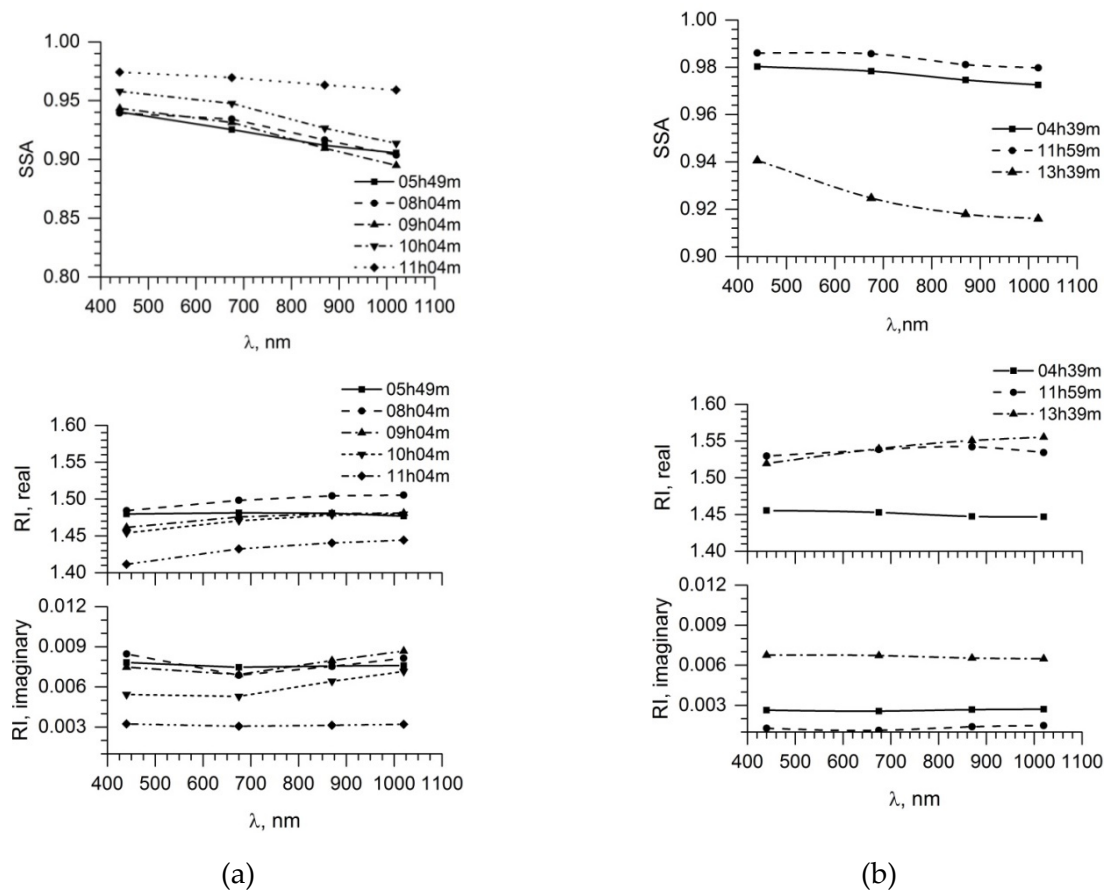 1.00
0.95
0.90
0.85
0.80
SSA
05h49m
08h04m
09h04m
10h04m
11h04m
400 500 600 700 800 900 1000 1100
λ, nm
1.00
0.98
0.96
0.94
0.92
0.90
SSA
04h39m
11h59m
13h39m
400 500 600 700 800 900 1000 1100
λ,nm
05h49m
08h04m
09h04m
10h04m
11h04m
1.60
1.55
1.50
1.45
1.40
RI, real
0.012
0.009
0.006
0.003
RI, imaginary
400 500 600 700 800 900 1000 1100
λ, nm
04h39m
11h59m
13h39m
1.60
1.55
1.50
1.45
1.40
RI, real
0.012
0.009
0.006
0.003
RI, imaginary
400 500 600 700 800 900 1000 1100
λ, nm
(a)
(b)